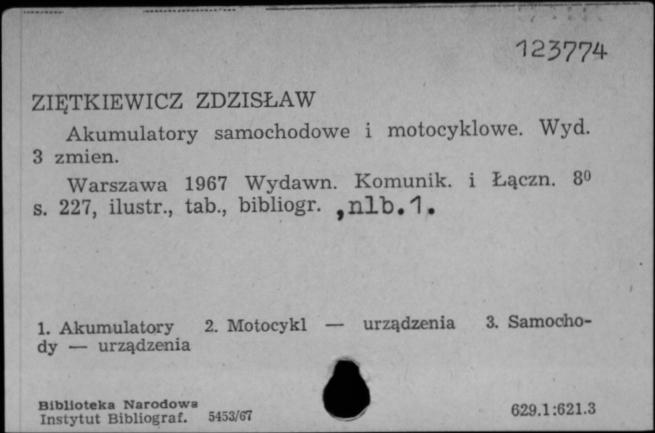 123774
ZIĘTKIEWICZ ZDZISŁAW
Akumulatory samochodowe i motocyklowe. Wyd.
3 zmien.
Warszawa 1967 Wydawn. Komunik. i Łączn. 8⁰
s. 227, ilustr., tab., bibliogr. ,nlb.1.
1. Akumulatory 2. Motocykl — urządzenia 3. Samocho-
dy — urządzenia
Biblioteka Narodowa
Instytut Bibliograf. 5453/67
629.1:621.3